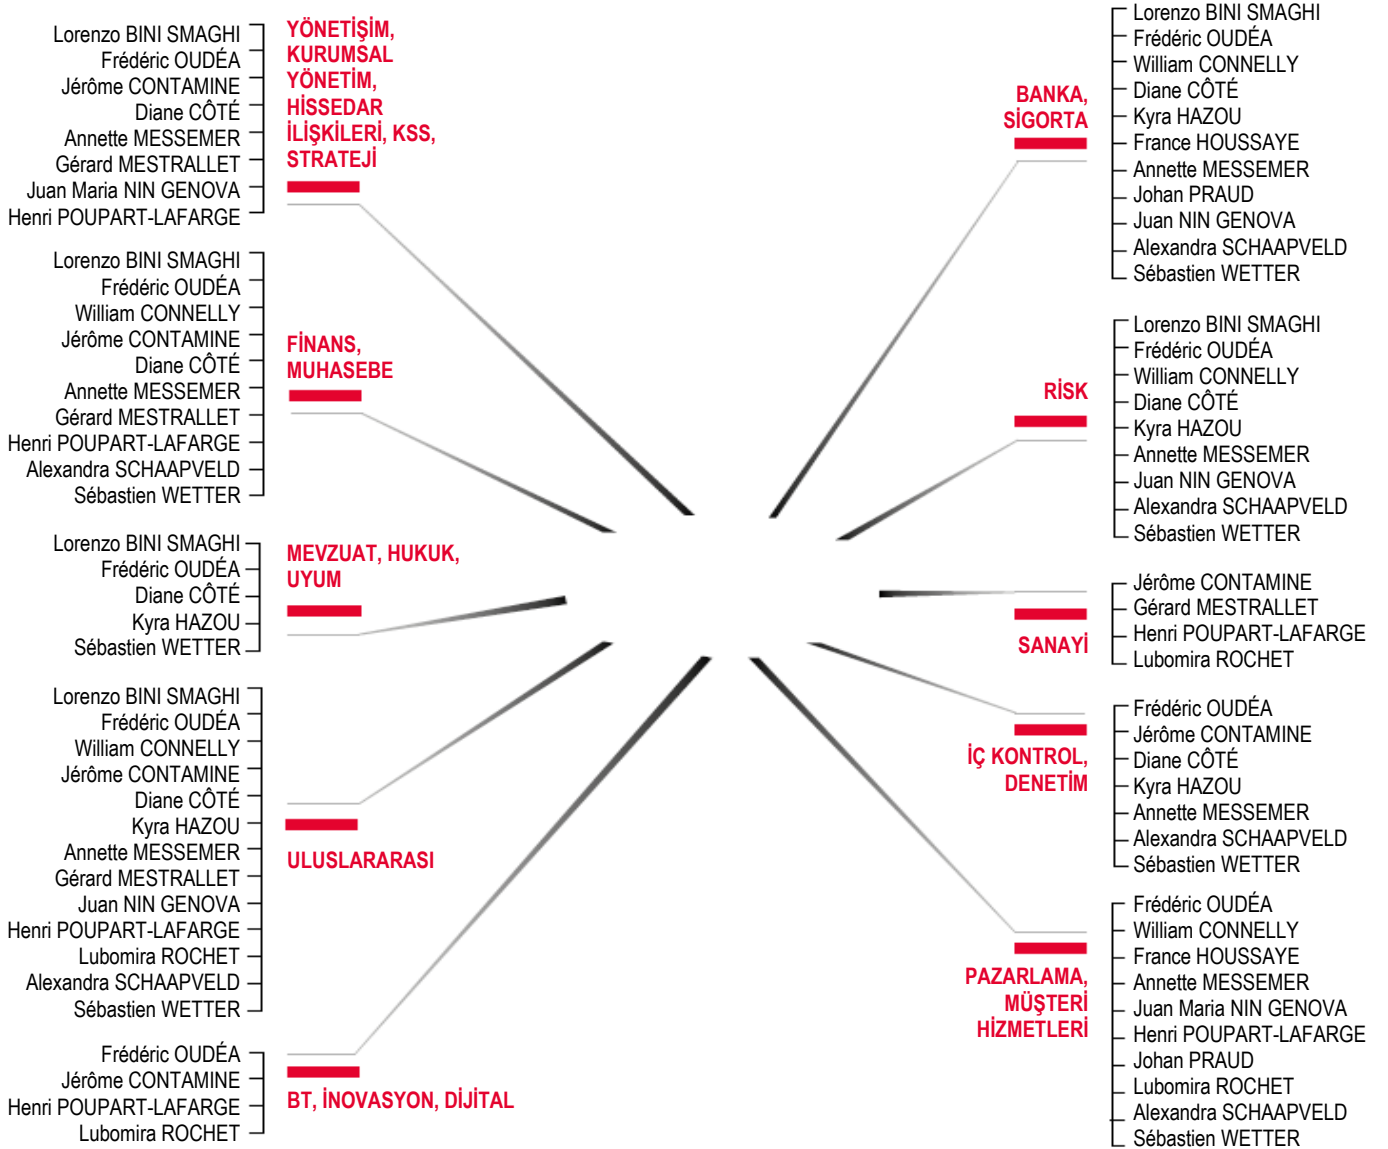 Lorenzo BINI SMAGHI
Frédéric OUDÉA
Jérôme CONTAMINE
Diane CÔTÉ
Annette MESSEMER
Gérard MESTRALLET
Juan Maria NIN GENOVA
Henri POUPART-LAFARGE
YÖNETİŞİM,
KURUMSAL
YÖNETİM,
HİSSEDAR
İLİŞKİLERİ, KSS,
STRATEJİ
Lorenzo BINI SMAGHI
Frédéric OUDÉA
William CONNELLY
Jérôme CONTAMINE
Diane CÔTÉ
Annette MESSEMER
Gérard MESTRALLET
Henri POUPART-LAFARGE
Alexandra SCHAAPVELD
Sébastien WETTER
FİNANS,
MUHASEBE
Lorenzo BINI SMAGHI
Frédéric OUDÉA
Diane CÔTÉ
Kyra HAZOU
Sébastien WETTER
MEVZUAT, HUKUK,
UYUM
Lorenzo BINI SMAGHI
Frédéric OUDÉA
William CONNELLY
Jérôme CONTAMINE
Diane CÔTÉ
Kyra HAZOU
Annette MESSEMER
Gérard MESTRALLET
Juan NIN GENOVA
Henri POUPART-LAFARGE
Lubomira ROCHET
Alexandra SCHAAPVELD
Sébastien WETTER
ULUSLARARASI
Frédéric OUDÉA
Jérôme CONTAMINE
Henri POUPART-LAFARGE
Lubomira ROCHET
BT, İNOVASYON, DİJİTAL
BANKA,
SİGORTA
Lorenzo BINI SMAGHI
Frédéric OUDÉA
William CONNELLY
Diane CÔTÉ
Kyra HAZOU
France HOUSSAYE
Annette MESSEMER
Johan PRAUD
Juan NIN GENOVA
Alexandra SCHAAPVELD
Sébastien WETTER
RİSK
Lorenzo BINI SMAGHI
Frédéric OUDÉA
William CONNELLY
Diane CÔTÉ
Kyra HAZOU
Annette MESSEMER
Juan NIN GENOVA
Alexandra SCHAAPVELD
Sébastien WETTER
SANAYİ
Jérôme CONTAMINE
Gérard MESTRALLET
Henri POUPART-LAFARGE
Lubomira ROCHET
İÇ KONTROL,
DENETİM
Frédéric OUDÉA
Jérôme CONTAMINE
Diane CÔTÉ
Kyra HAZOU
Annette MESSEMER
Alexandra SCHAAPVELD
Sébastien WETTER
PAZARLAMA,
MÜŞTERİ
HİZMETLERİ
Frédéric OUDÉA
William CONNELLY
France HOUSSAYE
Annette MESSEMER
Juan Maria NIN GENOVA
Henri POUPART-LAFARGE
Johan PRAUD
Lubomira ROCHET
Alexandra SCHAAPVELD
Sébastien WETTER